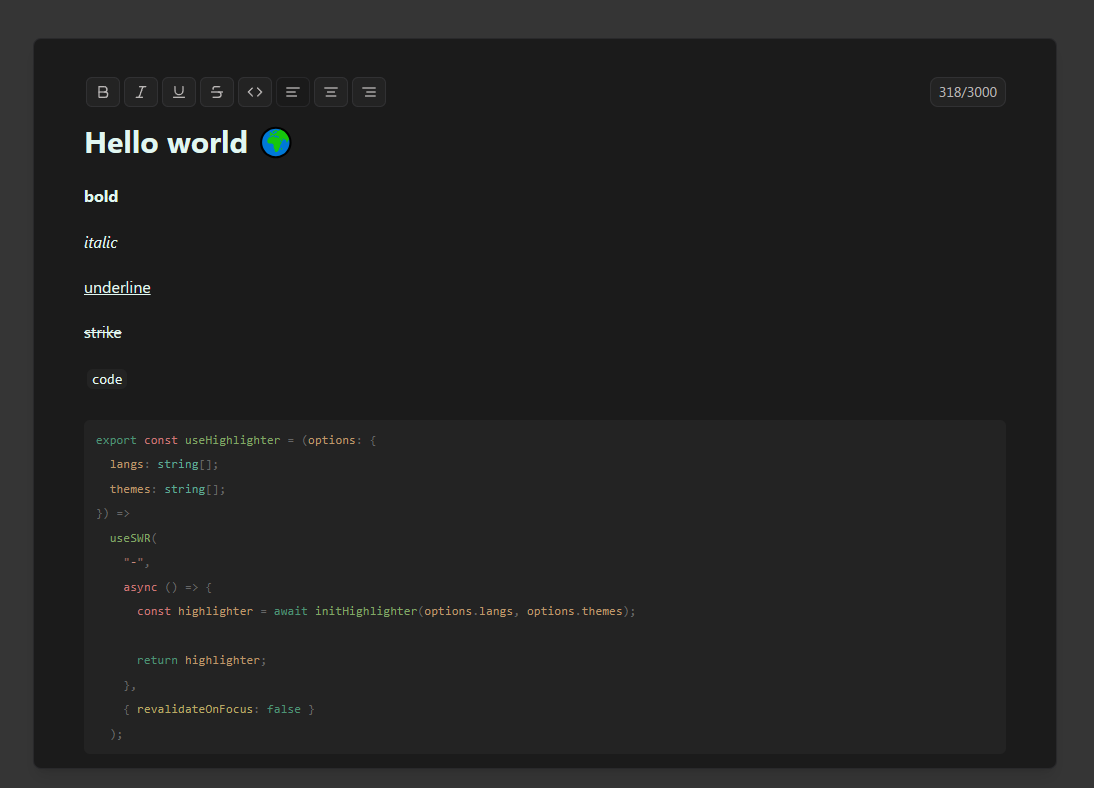 B I U S <>
318/3000
Hello world 🌍
bold
italic
underline
strike
code
export const useHighlighter = (options: {
  langs: string[];
  themes: string[];
}) =>
  useSWR(
    "-",
    async () => {
      const highlighter = await initHighlighter(options.langs, options.themes);

      return highlighter;
    },
    { revalidateOnFocus: false }
  );